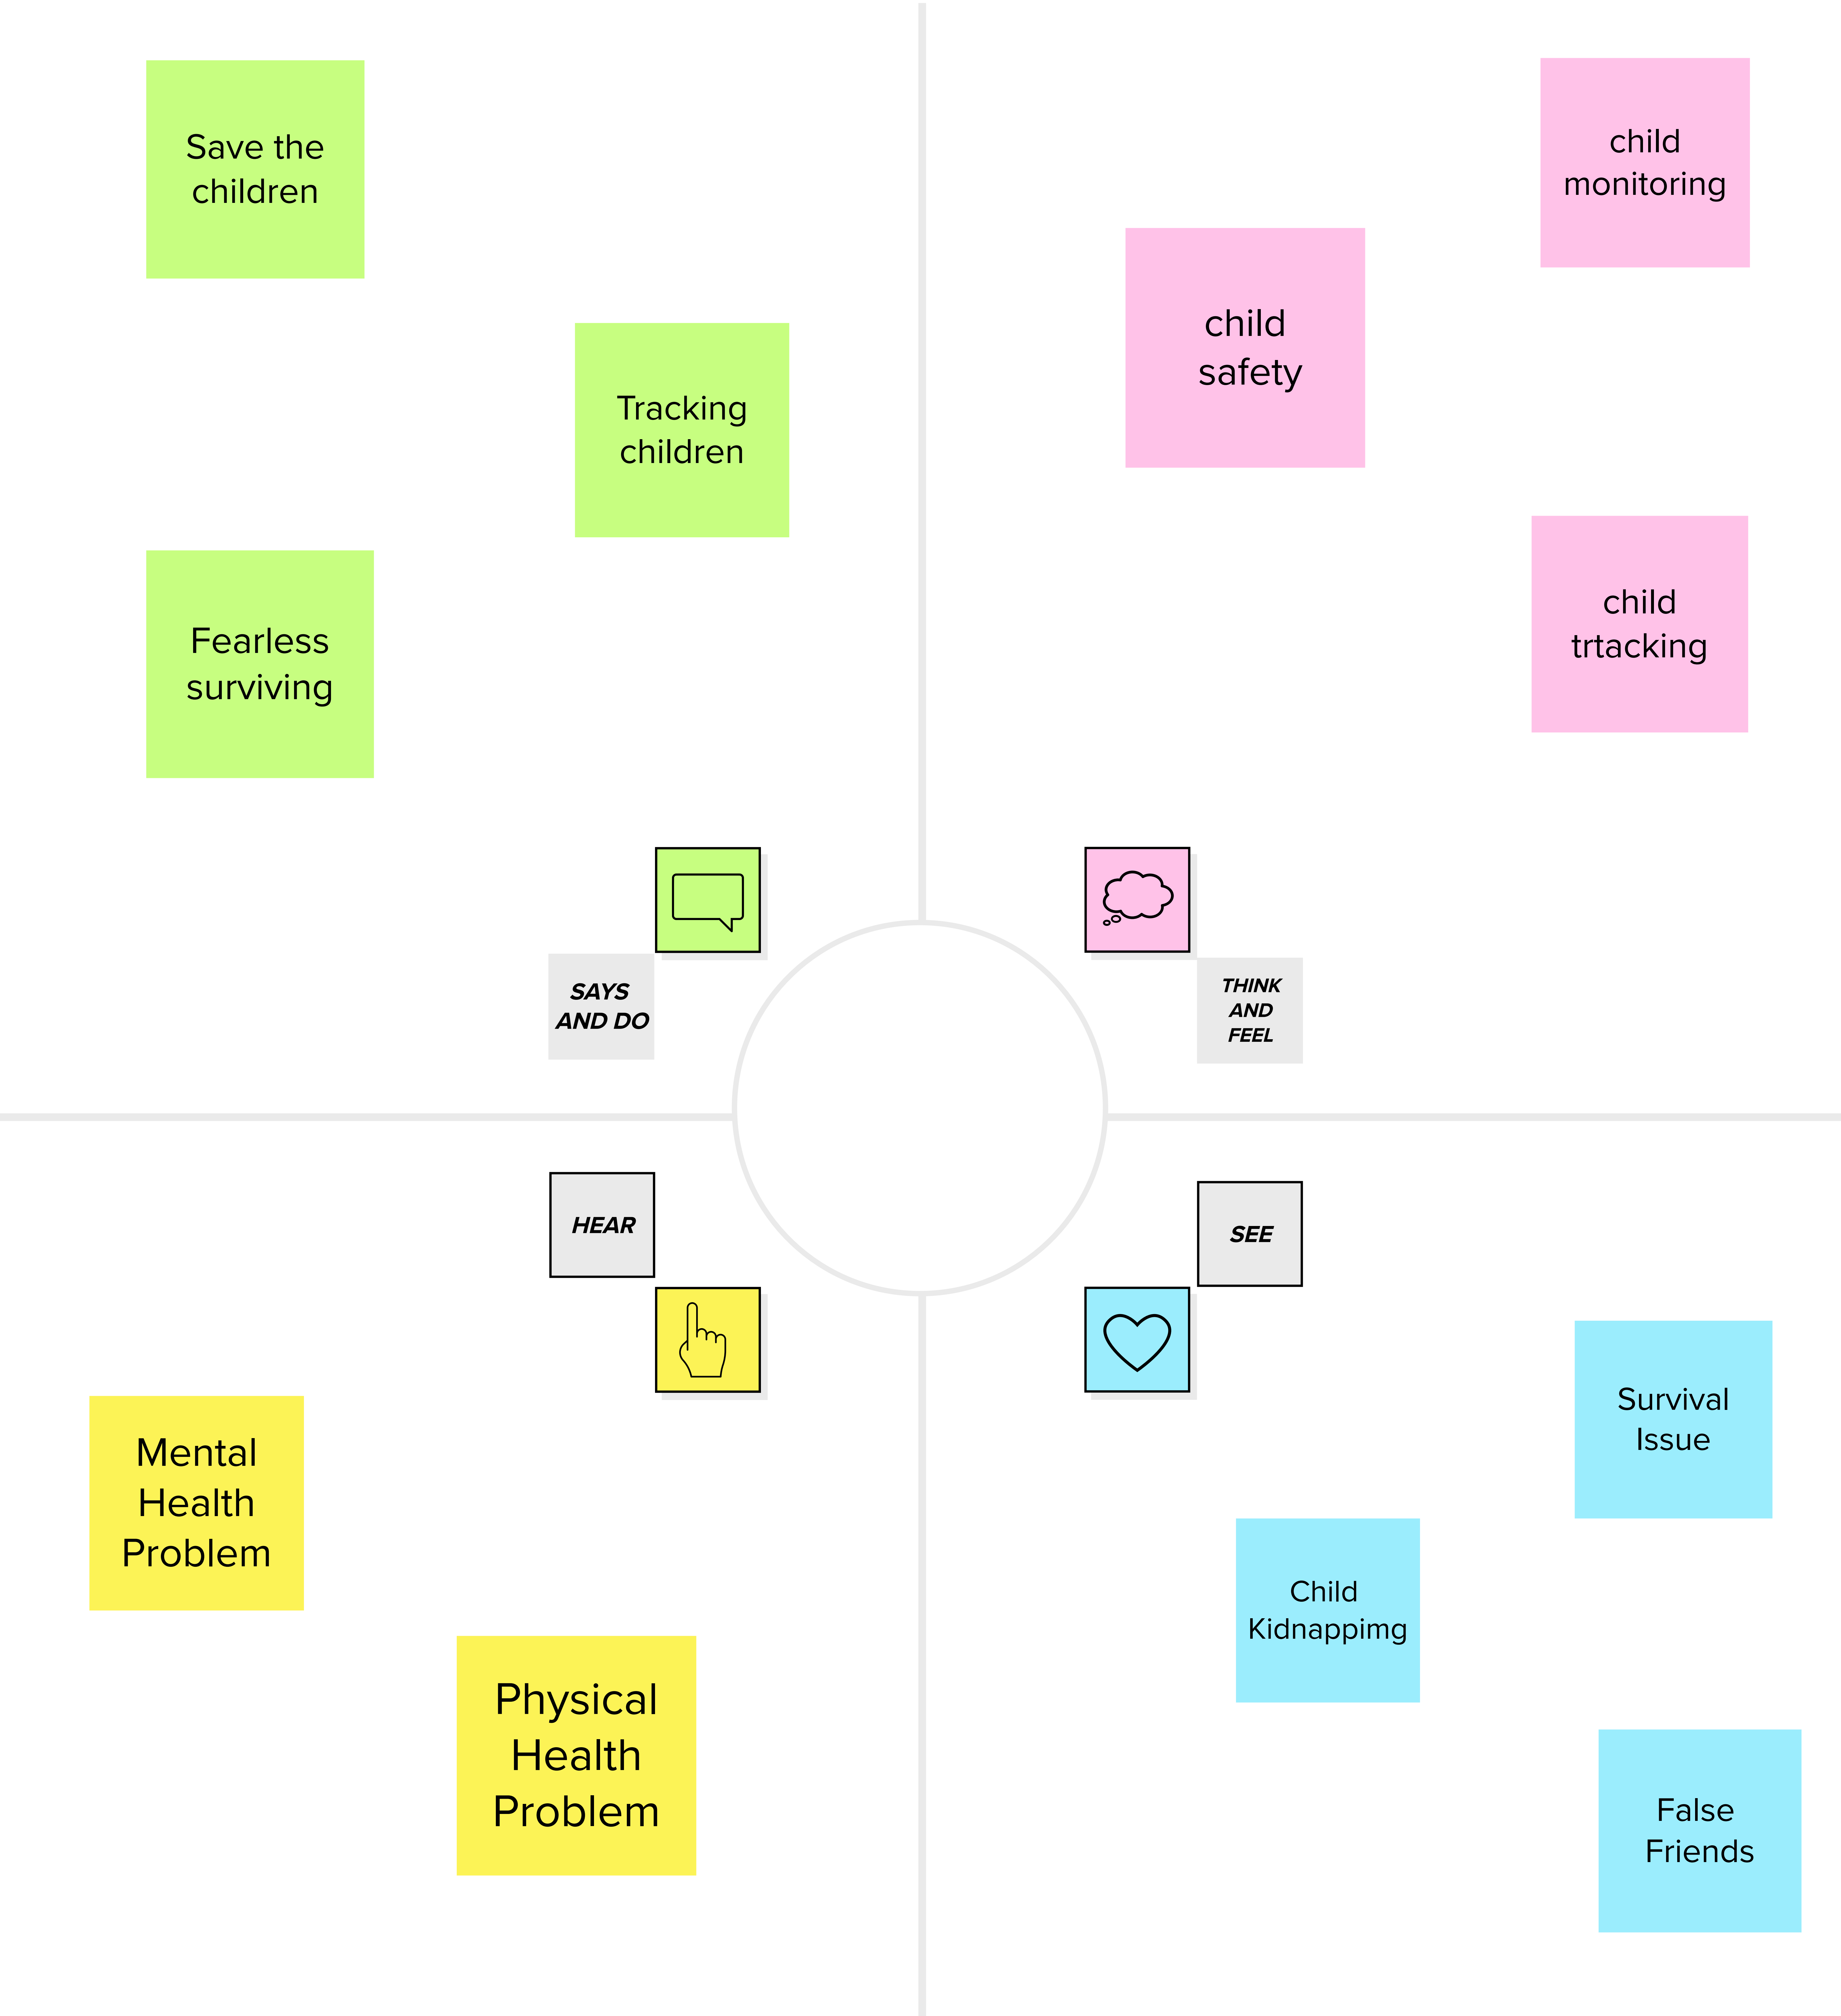 Save the
children
Tracking
children
Fearless
surviving
SAYS
AND DO
child
monitoring
child
safety
child
trtacking
THINK
AND
FEEL
HEAR
Mental
Health
Problem
Physical
Health
Problem
SEE
Survival
Issue
Child
Kidnappimg
False
Friends